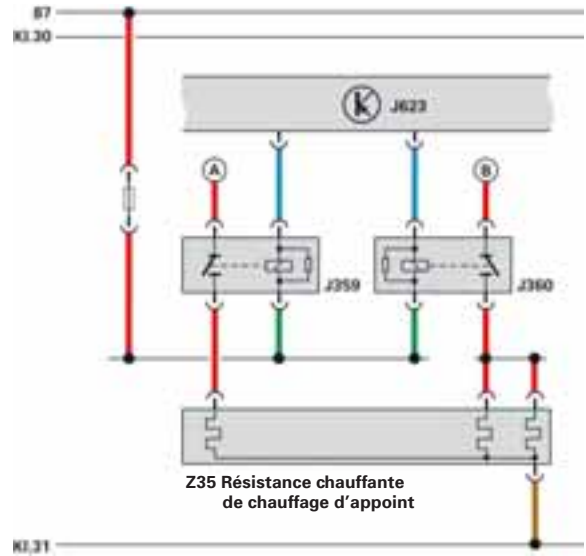 87
Kl.30
J623
A
B
J359
J360
Z35 Résistance chauffante
de chauffage d'appoint
Kl.31